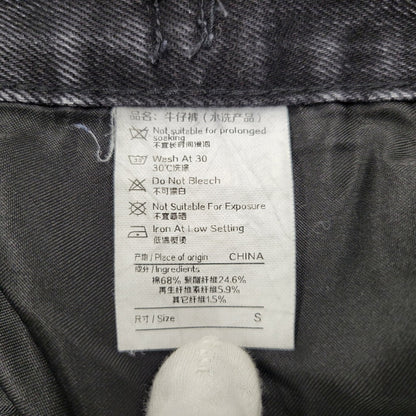 品名：牛仔裤（水洗产品）
Not suitable for prolonged
soaking
不宜长时间浸泡
Wash At 30
30℃洗涤
Do Not Bleach
不可漂白
Not Suitable For Exposure
不宜曝晒
Iron At Low Setting
低温熨烫
产地 / Place of origin CHINA
成分 / Ingredients
棉68% 聚酯纤维24.6%
再生纤维素纤维5.9%
其它纤维1.5%
尺寸 / Size S